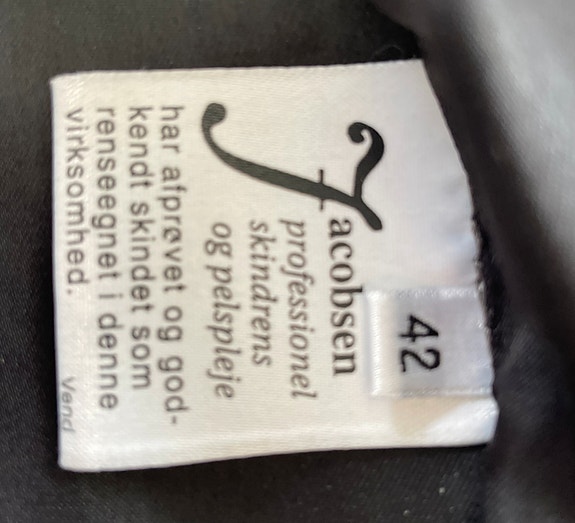 42
Jacobsen
professionel
skindrens
og pelspleje
har afprøvet og god-
kendt skindet som
renseegnet i denne
virksomhed.
Vend